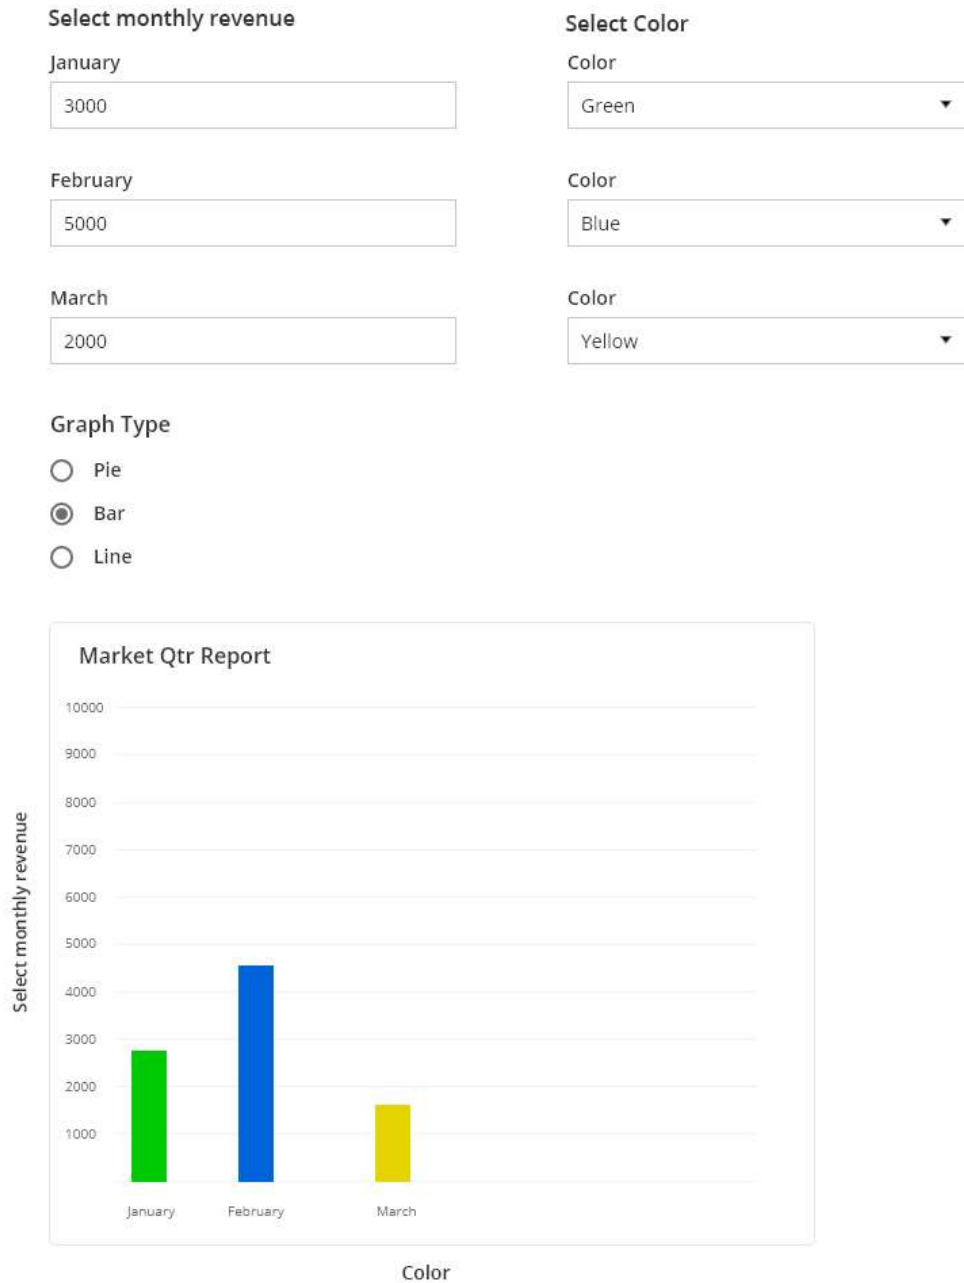 Select monthly revenue
Select Color
January
Color
3000
Green
February
Color
5000
Blue
March
Color
2000
Yellow
Graph Type
Pie
Bar
Line
Market Qtr Report
10000
9000
8000
7000
6000
5000
4000
3000
2000
1000
Select monthly revenue
January
February
March
Color